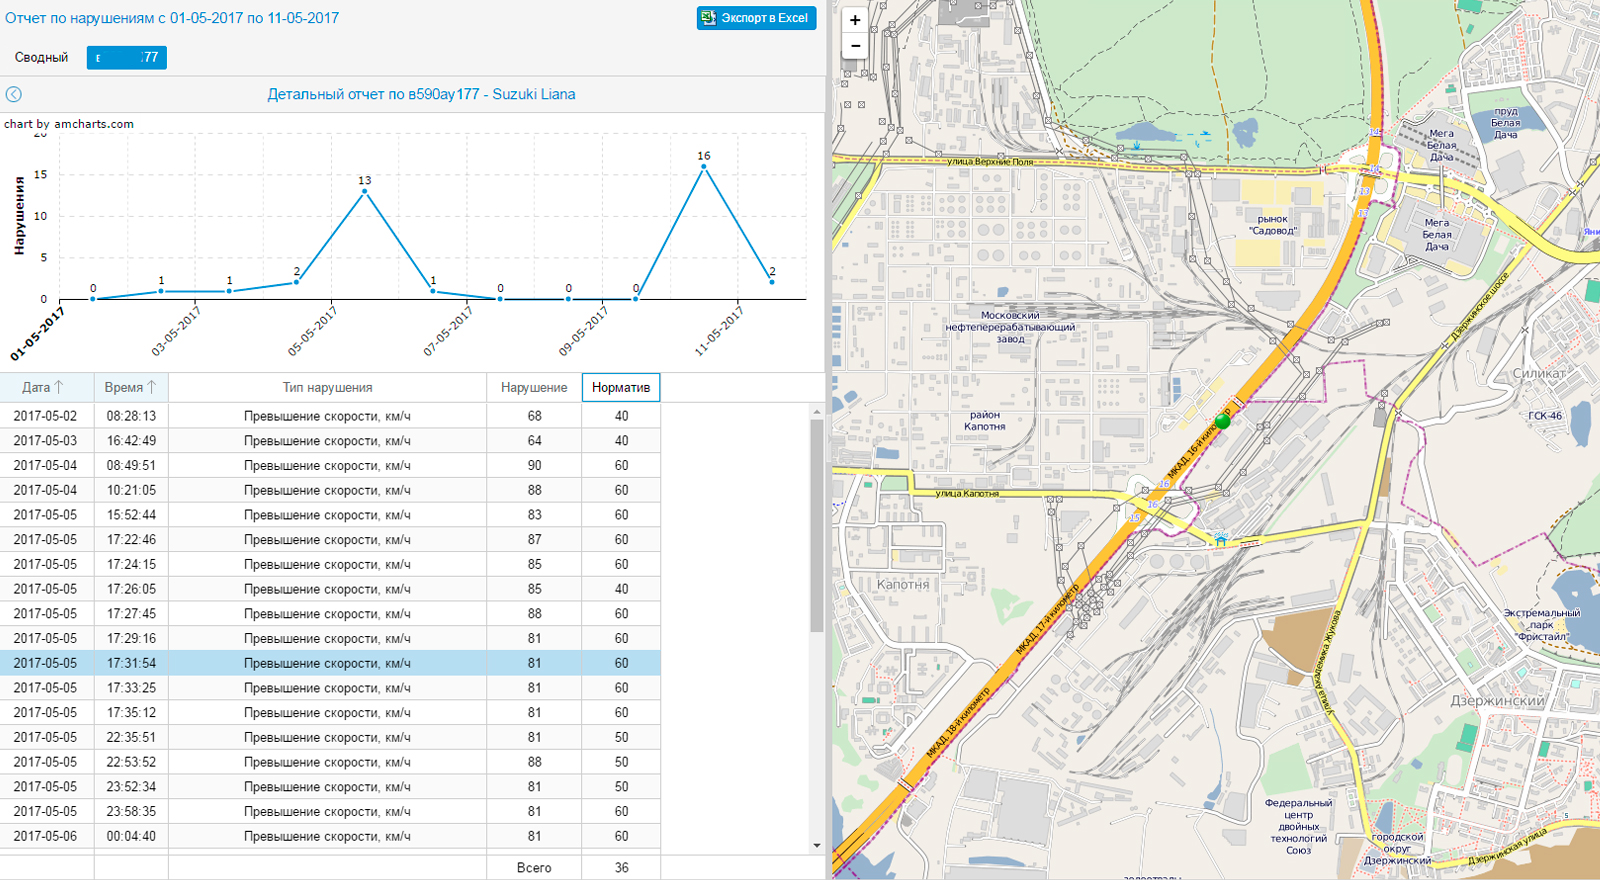 Отчет по нарушениям с 01-05-2017 по 11-05-2017
Экспорт в Excel
Сводный
77
Детальный отчет по в590ау177 - Suzuki Liana
chart by amcharts.com
Нарушения
20
15
10
5
0
0
1
1
2
13
1
0
0
0
16
2
01-05-2017
03-05-2017
05-05-2017
07-05-2017
09-05-2017
11-05-2017
Дата Время Тип нарушения Нарушение Норматив
2017-05-02 08:28:13 Превышение скорости, км/ч 68 40
2017-05-03 16:42:49 Превышение скорости, км/ч 64 40
2017-05-04 08:49:51 Превышение скорости, км/ч 90 60
2017-05-04 10:21:05 Превышение скорости, км/ч 88 60
2017-05-05 15:52:44 Превышение скорости, км/ч 83 60
2017-05-05 17:22:46 Превышение скорости, км/ч 87 60
2017-05-05 17:24:15 Превышение скорости, км/ч 85 60
2017-05-05 17:26:05 Превышение скорости, км/ч 85 40
2017-05-05 17:27:45 Превышение скорости, км/ч 88 60
2017-05-05 17:29:16 Превышение скорости, км/ч 81 60
2017-05-05 17:31:54 Превышение скорости, км/ч 81 60
2017-05-05 17:33:25 Превышение скорости, км/ч 81 60
2017-05-05 17:35:12 Превышение скорости, км/ч 81 60
2017-05-05 22:35:51 Превышение скорости, км/ч 81 50
2017-05-05 22:53:52 Превышение скорости, км/ч 88 50
2017-05-05 23:52:34 Превышение скорости, км/ч 81 50
2017-05-05 23:58:35 Превышение скорости, км/ч 81 60
2017-05-06 00:04:40 Превышение скорости, км/ч 81 60
Всего 36
+
−
пруд
Белая
Дача
14
Мега
Белая
Дача
улица Верхние Поля
13
13
рынок
"Садовод"
Мега
Белая
Дача
Дзержинское шоссе
Московский
нефтеперерабатывающий
завод
Силикат
район
Капотня
ГСК-46
МКАД, 16-й
16
улица Капотня
16
15
Капотня
МКАД, 17-й километр
Экстремальный
парк
"Фристайл"
улица Академика Жукова
МКАД, 18-й километр
Дзержинский
Федеральный
центр
двойных
технологий
Союз
городской
округ
Дзержинский
5
Дзержинская улица